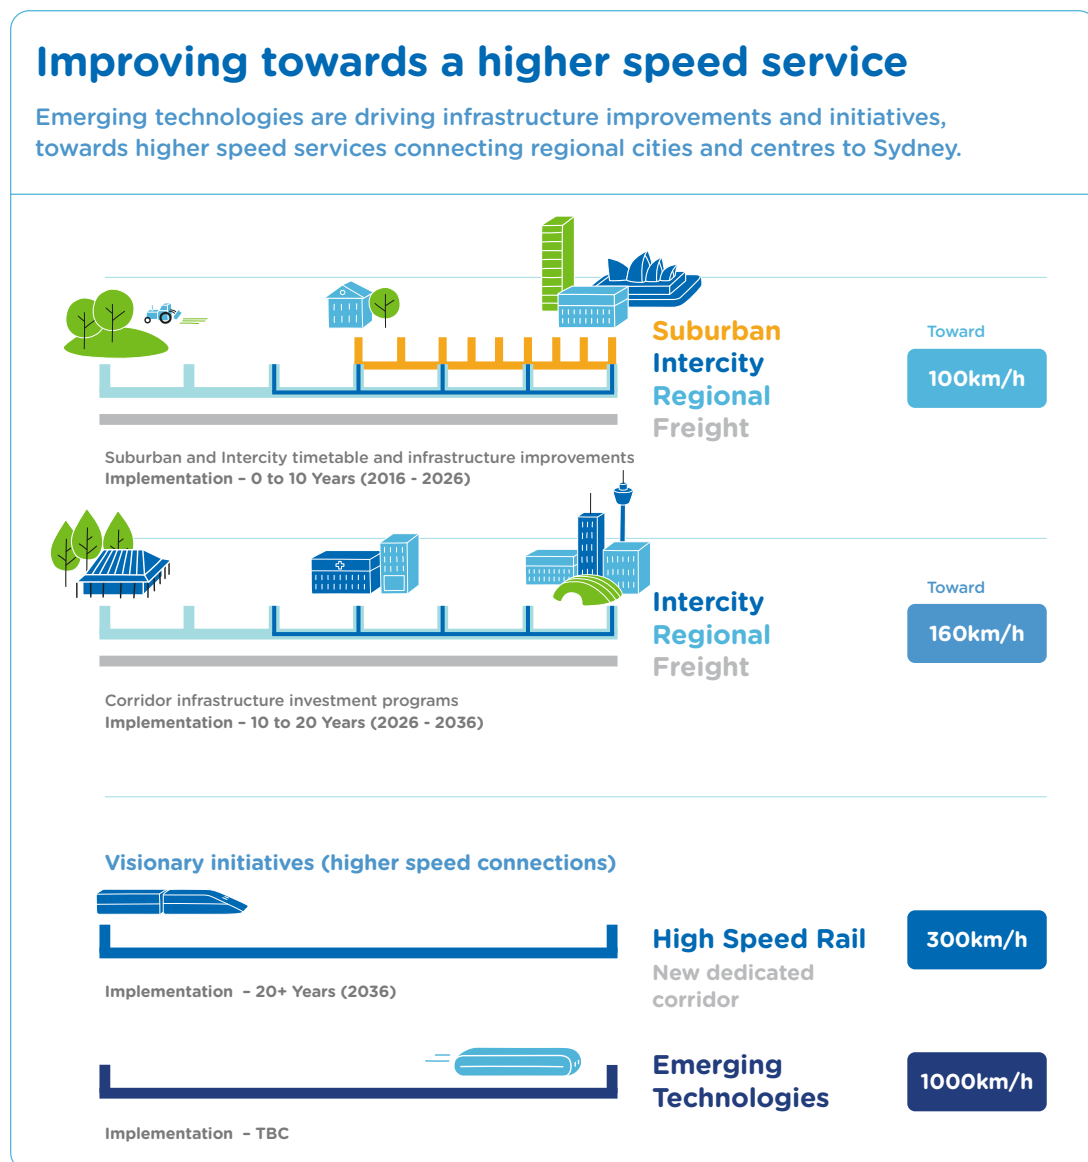 Improving towards a higher speed service
Emerging technologies are driving infrastructure improvements and initiatives,
towards higher speed services connecting regional cities and centres to Sydney.
Suburban
Intercity
Regional
Freight
Toward
100km/h
Suburban and Intercity timetable and infrastructure improvements
Implementation – 0 to 10 Years (2016 - 2026)
Intercity
Regional
Freight
Toward
160km/h
Corridor infrastructure investment programs
Implementation – 10 to 20 Years (2026 - 2036)
Visionary initiatives (higher speed connections)
High Speed Rail
New dedicated
corridor
300km/h
Implementation  – 20+ Years (2036)
Emerging
Technologies
1000km/h
Implementation  – TBC